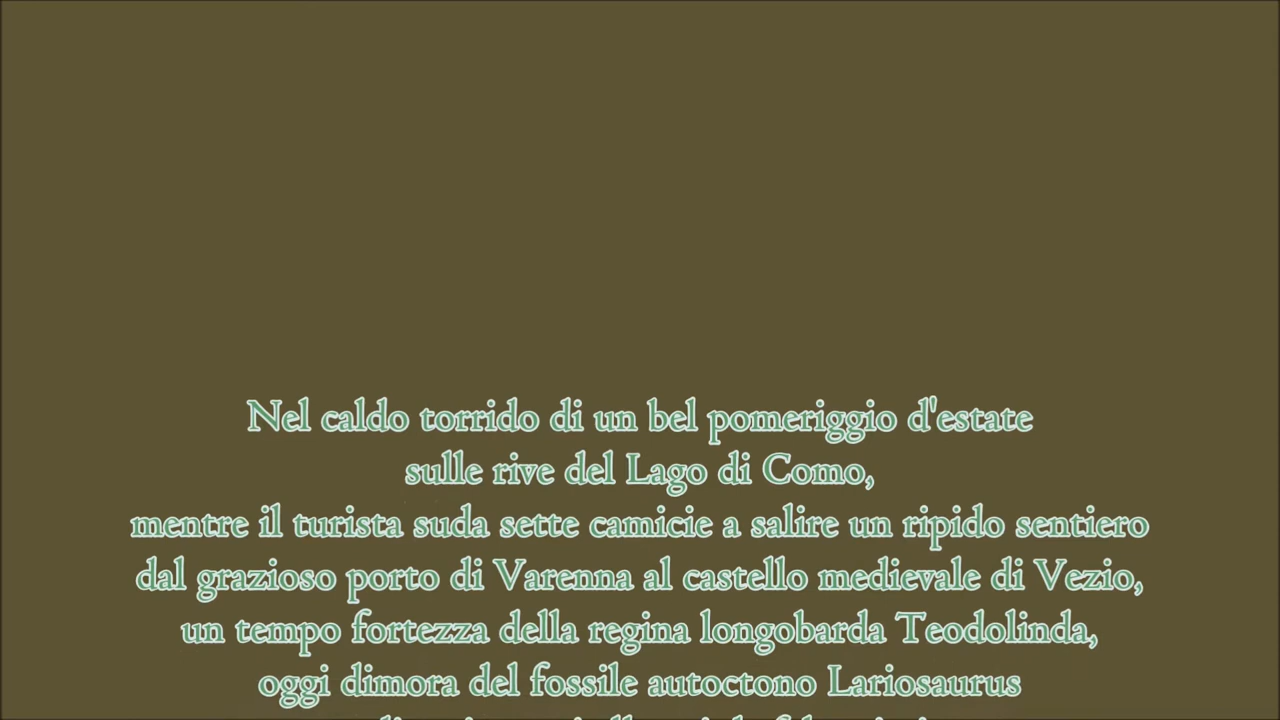 Nel caldo torrido di un bel pomeriggio d'estate
sulle rive del Lago di Como,
mentre il turista suda sette camicie a salire un ripido sentiero
dal grazioso porto di Varenna al castello medievale di Vezio,
un tempo fortezza della regina longobarda Teodolinda,
oggi dimora del fossile autoctono Lariosaurus